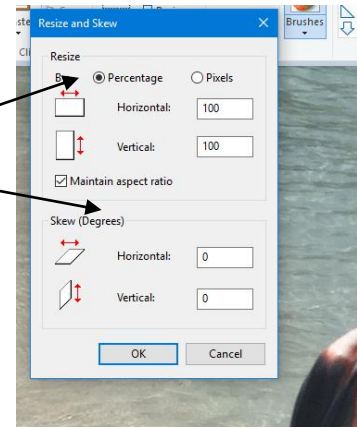 Resize and Skew
Brushes
Resize
Percentage
Pixels
Horizontal: 100
Vertical: 100
Maintain aspect ratio
Skew (Degrees)
Horizontal: 0
Vertical: 0
OK
Cancel